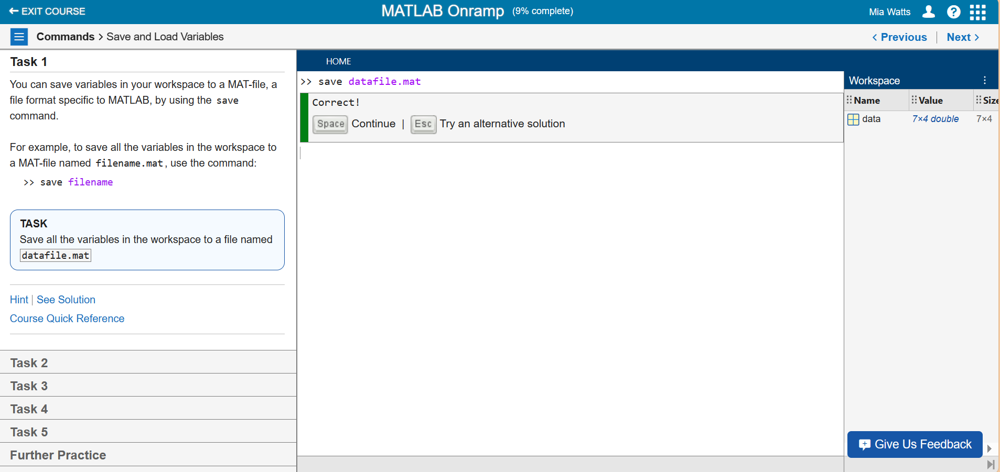 EXIT COURSE
MATLAB Onramp (9% complete)
Mia Watts
Commands > Save and Load Variables
< Previous | Next >
Task 1
You can save variables in your workspace to a MAT-file, a
file format specific to MATLAB, by using the save
command.
For example, to save all the variables in the workspace to
a MAT-file named filename.mat, use the command:
>> save filename
TASK
Save all the variables in the workspace to a file named
datafile.mat
Hint | See Solution
Course Quick Reference
Task 2
Task 3
Task 4
Task 5
Further Practice
HOME
>> save datafile.mat
Correct!
Space Continue | Esc Try an alternative solution
Workspace
Name Value Size
data 7×4 double 7×4
Give Us Feedback